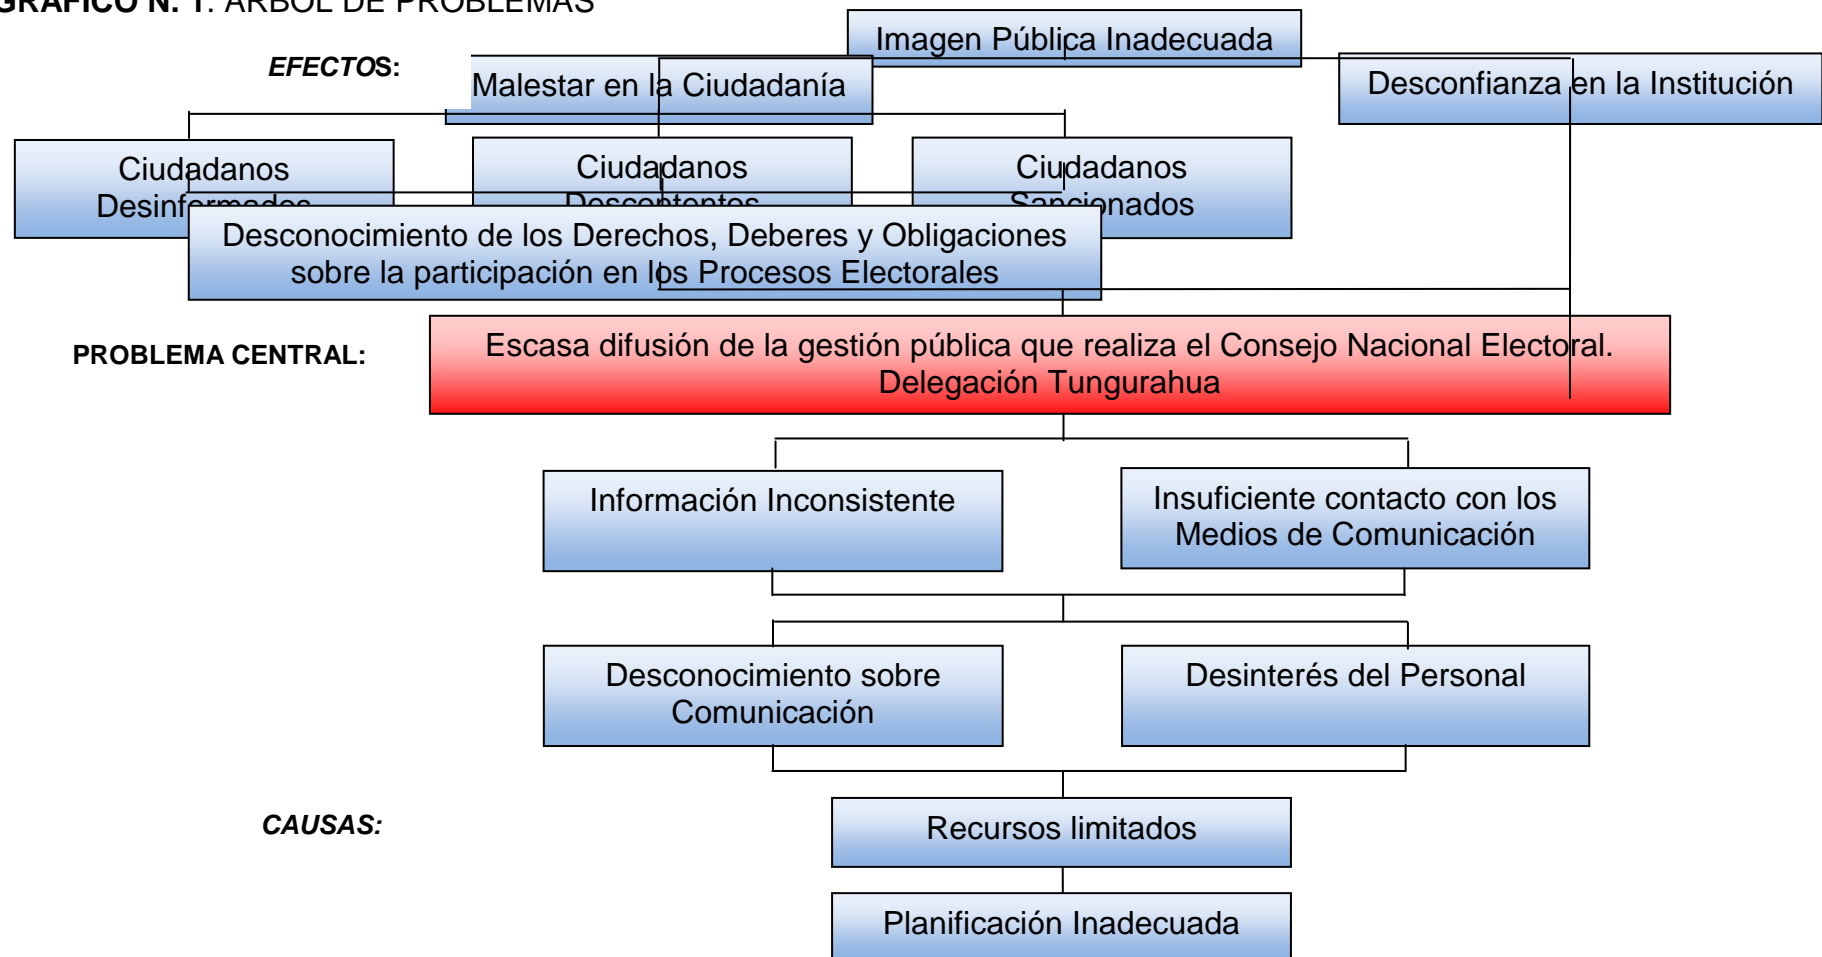 GRÁFICO N. 1. ÁRBOL DE PROBLEMAS
Imagen Pública Inadecuada
EFECTOS:
Malestar en la Ciudadanía
Desconfianza en la Institución
Ciudadanos
Desinformados
Ciudadanos
Descontentos
Ciudadanos
Sancionados
Desconocimiento de los Derechos, Deberes y Obligaciones
sobre la participación en los Procesos Electorales
PROBLEMA CENTRAL:
Escasa difusión de la gestión pública que realiza el Consejo Nacional Electoral.
Delegación Tungurahua
Información Inconsistente
Insuficiente contacto con los
Medios de Comunicación
Desconocimiento sobre
Comunicación
Desinterés del Personal
CAUSAS:
Recursos limitados
Planificación Inadecuada